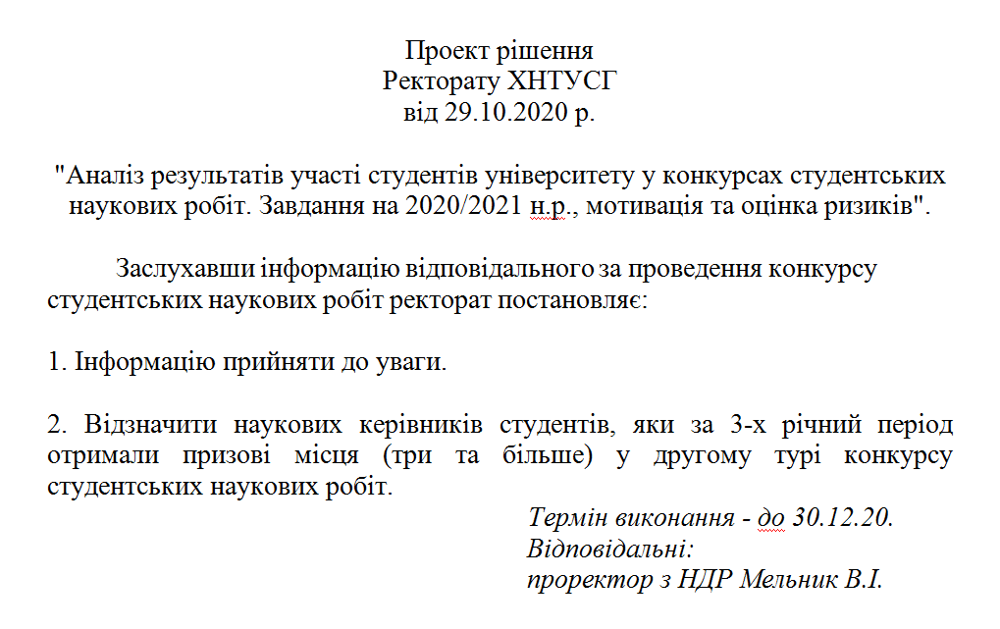 Проект рішення
Ректорату ХНТУСГ
від 29.10.2020 р.
"Аналіз результатів участі студентів університету у конкурсах студентських
наукових робіт. Завдання на 2020/2021 н.р., мотивація та оцінка ризиків".
Заслухавши інформацію відповідального за проведення конкурсу
студентських наукових робіт ректорат постановляє:
1. Інформацію прийняти до уваги.
2. Відзначити наукових керівників студентів, яки за 3-х річний період
отримали призові місця (три та більше) у другому турі конкурсу
студентських наукових робіт.
Термін виконання - до 30.12.20.
Відповідальні:
проректор з НДР Мельник В.І.